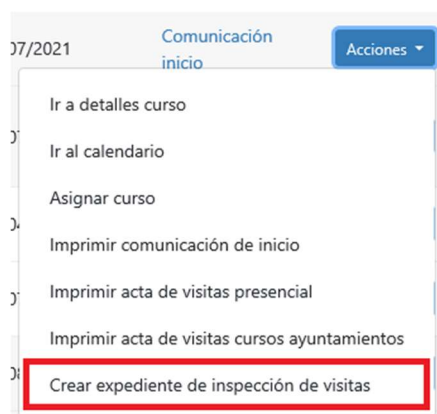 07/2021
Comunicación
inicio
Acciones
Ir a detalles curso
Ir al calendario
Asignar curso
Imprimir comunicación de inicio
Imprimir acta de visitas presencial
Imprimir acta de visitas cursos ayuntamientos
Crear expediente de inspección de visitas